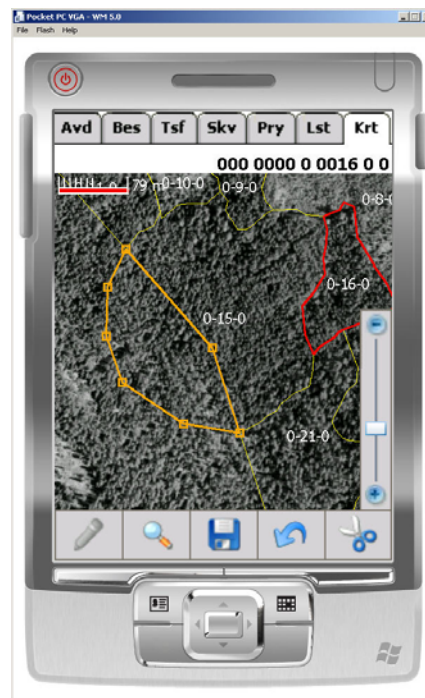 Pocket PC VGA - WM 5.0
File Flash Help
Avd Bes Tsf Skv Pry Lst Krt
000 0000 0 0016 0 0
79 0-10-0 0-9-0
0-8-
0-16-0
0-15-0
0-21-0